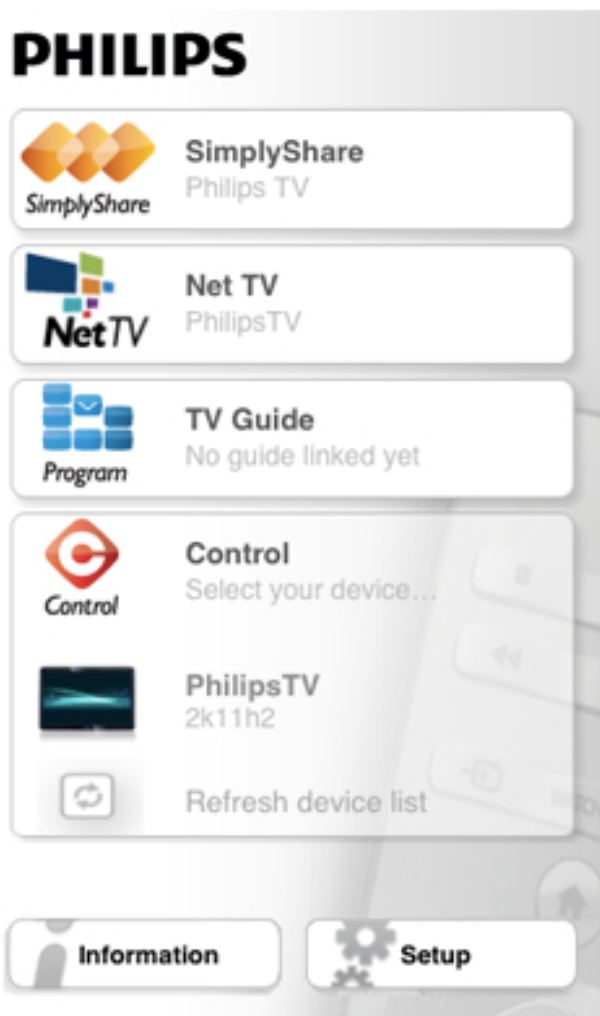 PHILIPS
SimplyShare
SimplyShare
Philips TV
NetTV
Net TV
PhilipsTV
Program
TV Guide
No guide linked yet
Control
Control
Select your device...
PhilipsTV
2k11h2
Refresh device list
Information
Setup